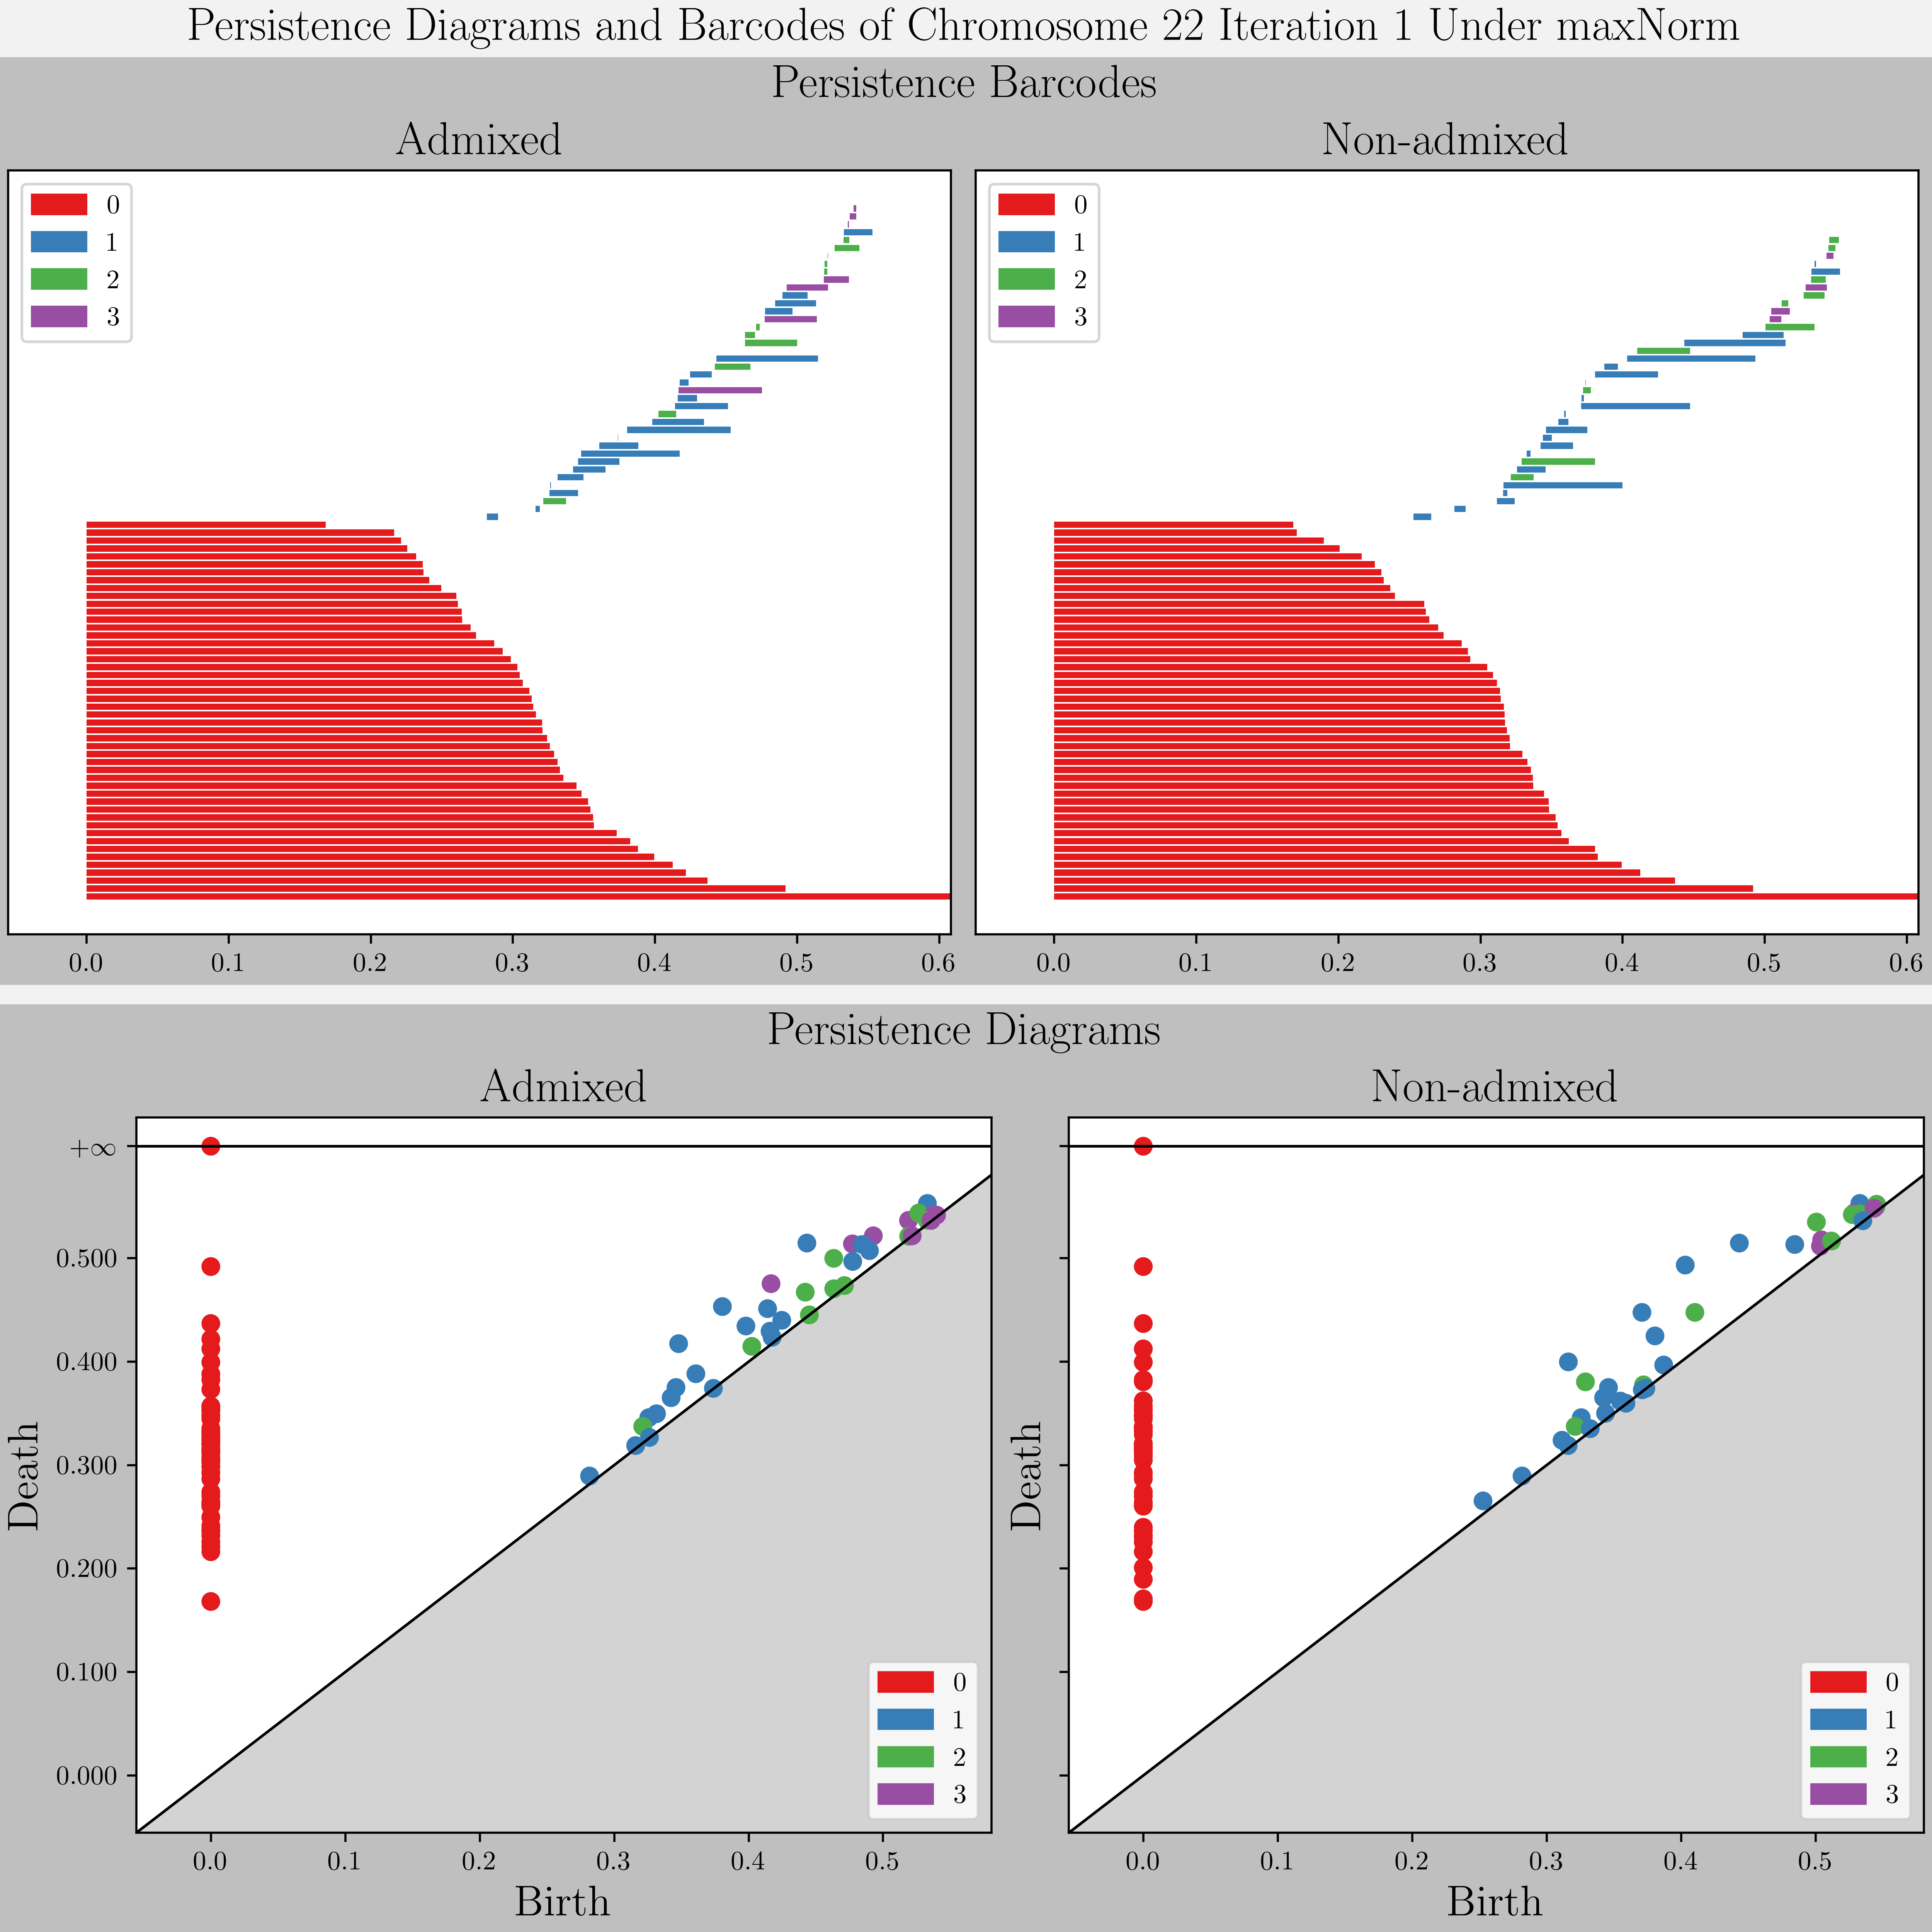 Persistence Diagrams and Barcodes of Chromosome 22 Iteration 1 Under maxNorm
Persistence Barcodes
Admixed
Non-admixed
0
1
2
3
0
1
2
3
0.0 0.1 0.2 0.3 0.4 0.5 0.6
0.0 0.1 0.2 0.3 0.4 0.5 0.6
Persistence Diagrams
Admixed
Non-admixed
+∞
0.500
0.400
0.300
0.200
0.100
0.000
Death
Death
0
1
2
3
0
1
2
3
0.0 0.1 0.2 0.3 0.4 0.5
0.0 0.1 0.2 0.3 0.4 0.5
Birth
Birth